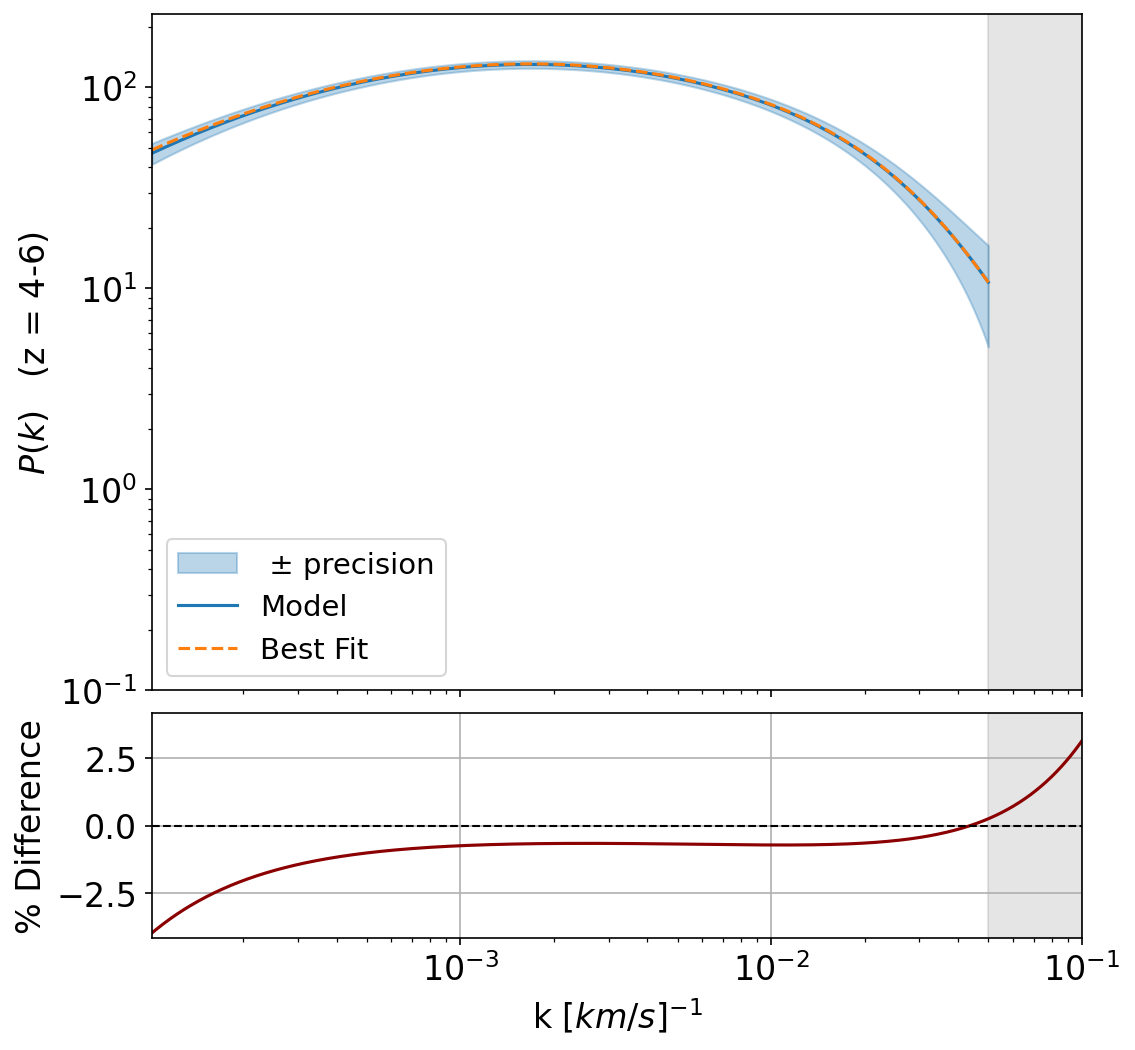 P(k) (z = 4-6)
10²
10¹
10⁰
10⁻¹
± precision
Model
Best Fit
% Difference
2.5
0.0
−2.5
10⁻³ 10⁻² 10⁻¹
k [km/s]⁻¹